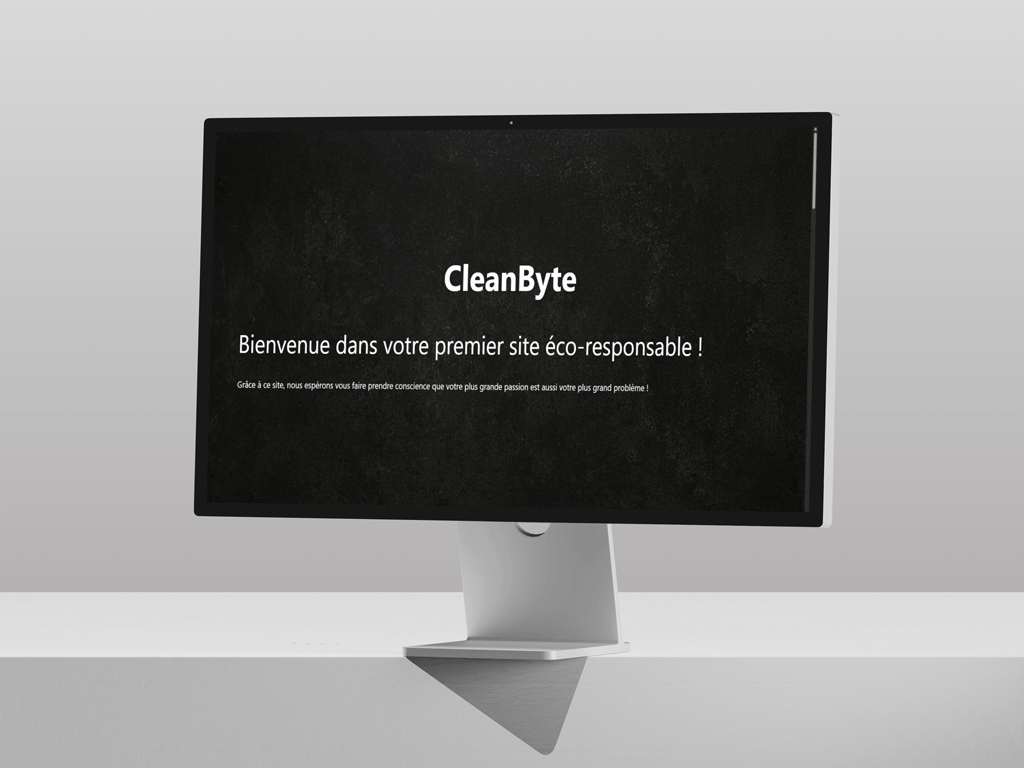 CleanByte
Bienvenue dans votre premier site éco-responsable !
Grâce à ce site, nous espérons vous faire prendre conscience que votre plus grande passion est aussi votre plus grand problème !